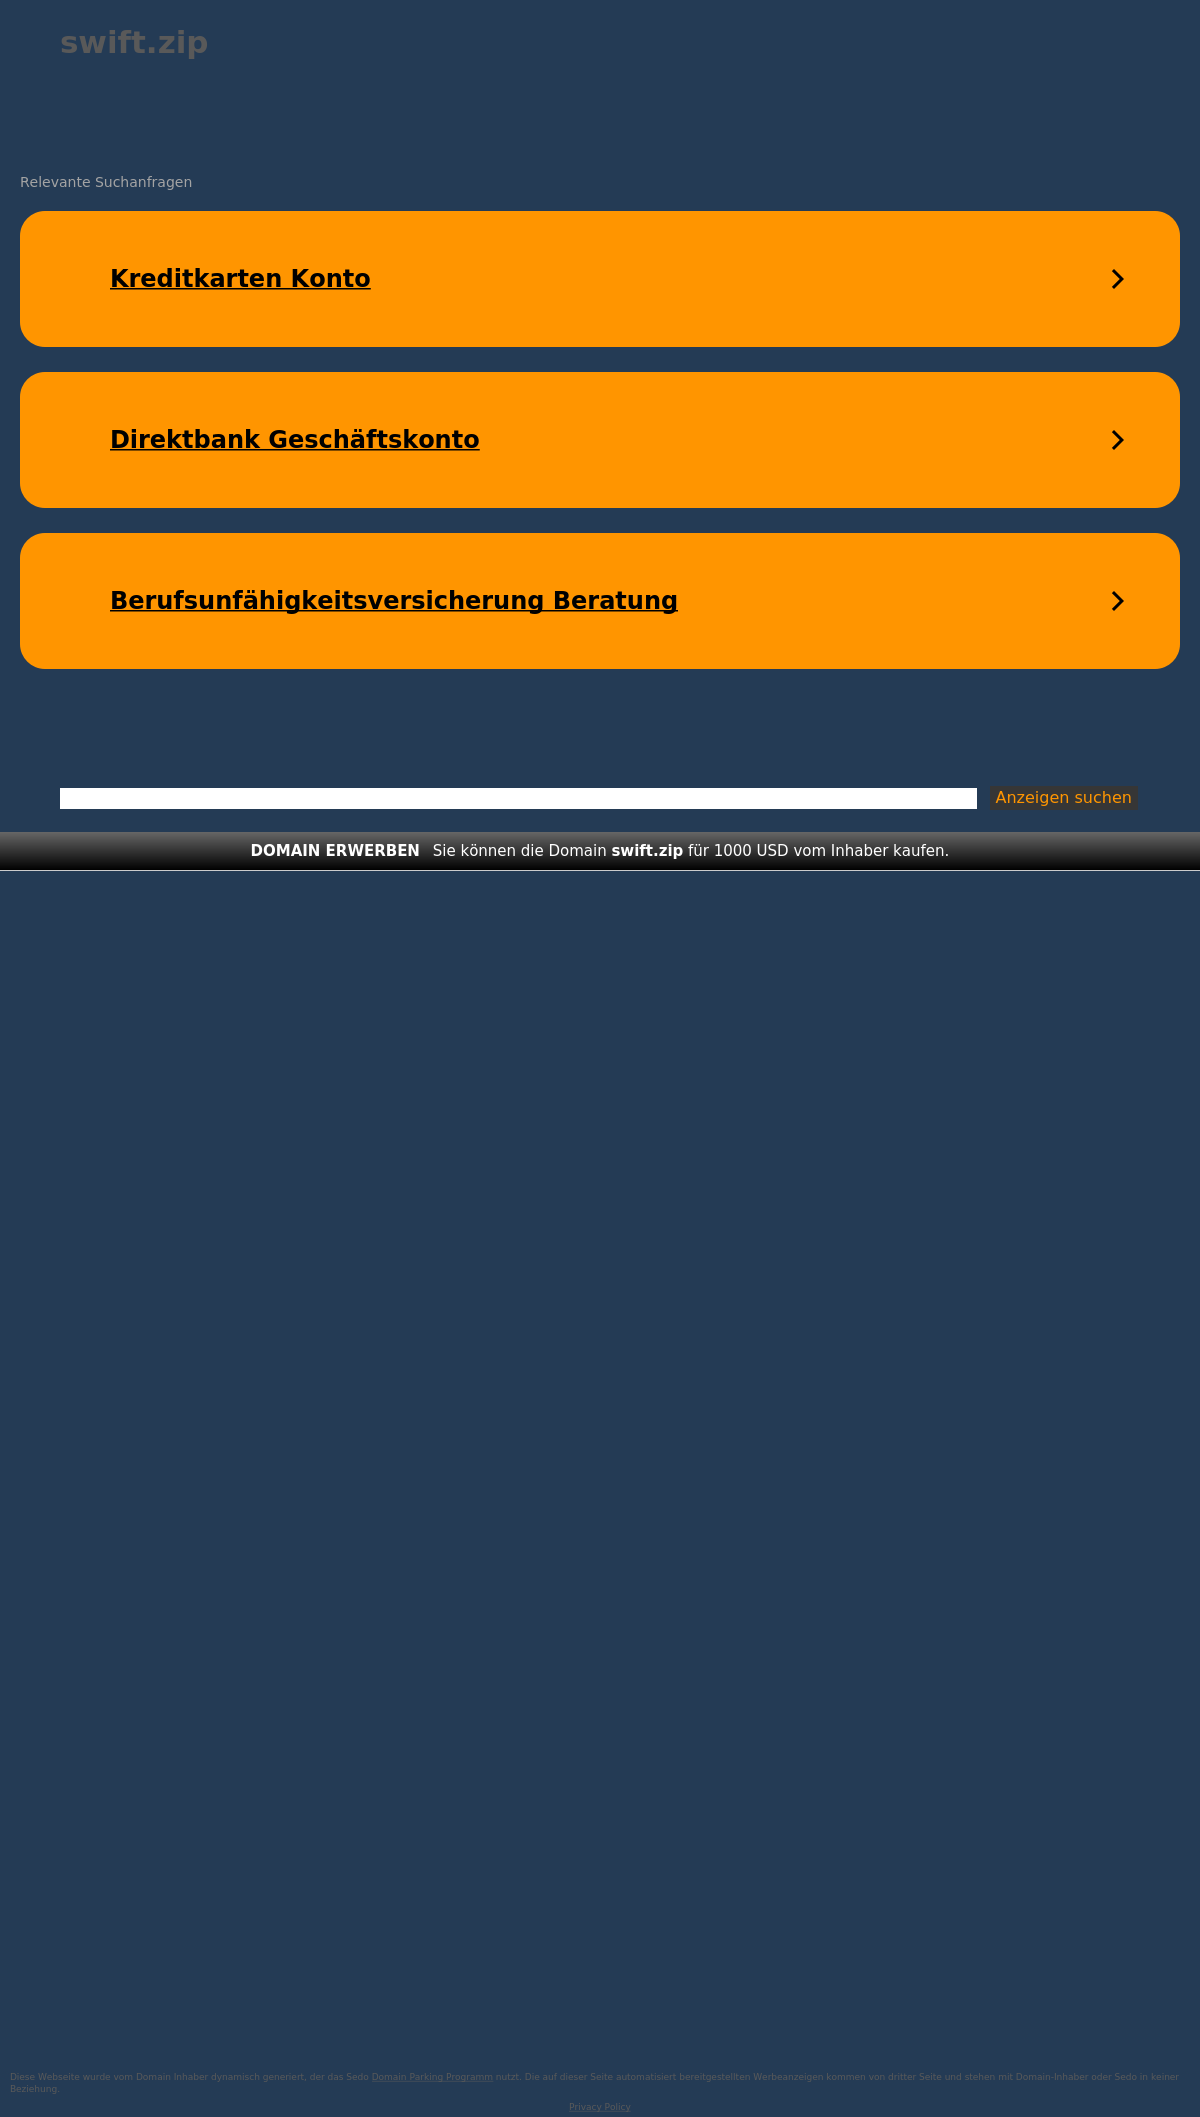 swift.zip
Relevante Suchanfragen
Kreditkarten Konto
Direktbank Geschäftskonto
Berufsunfähigkeitsversicherung Beratung
Anzeigen suchen
DOMAIN ERWERBEN Sie können die Domain swift.zip für 1000 USD vom Inhaber kaufen.
Diese Webseite wurde vom Domain Inhaber dynamisch generiert, der das Sedo Domain Parking Programm nutzt. Die auf dieser Seite automatisiert bereitgestellten Werbeanzeigen kommen von dritter Seite und stehen mit Domain-Inhaber oder Sedo in keiner
Beziehung.
Privacy Policy